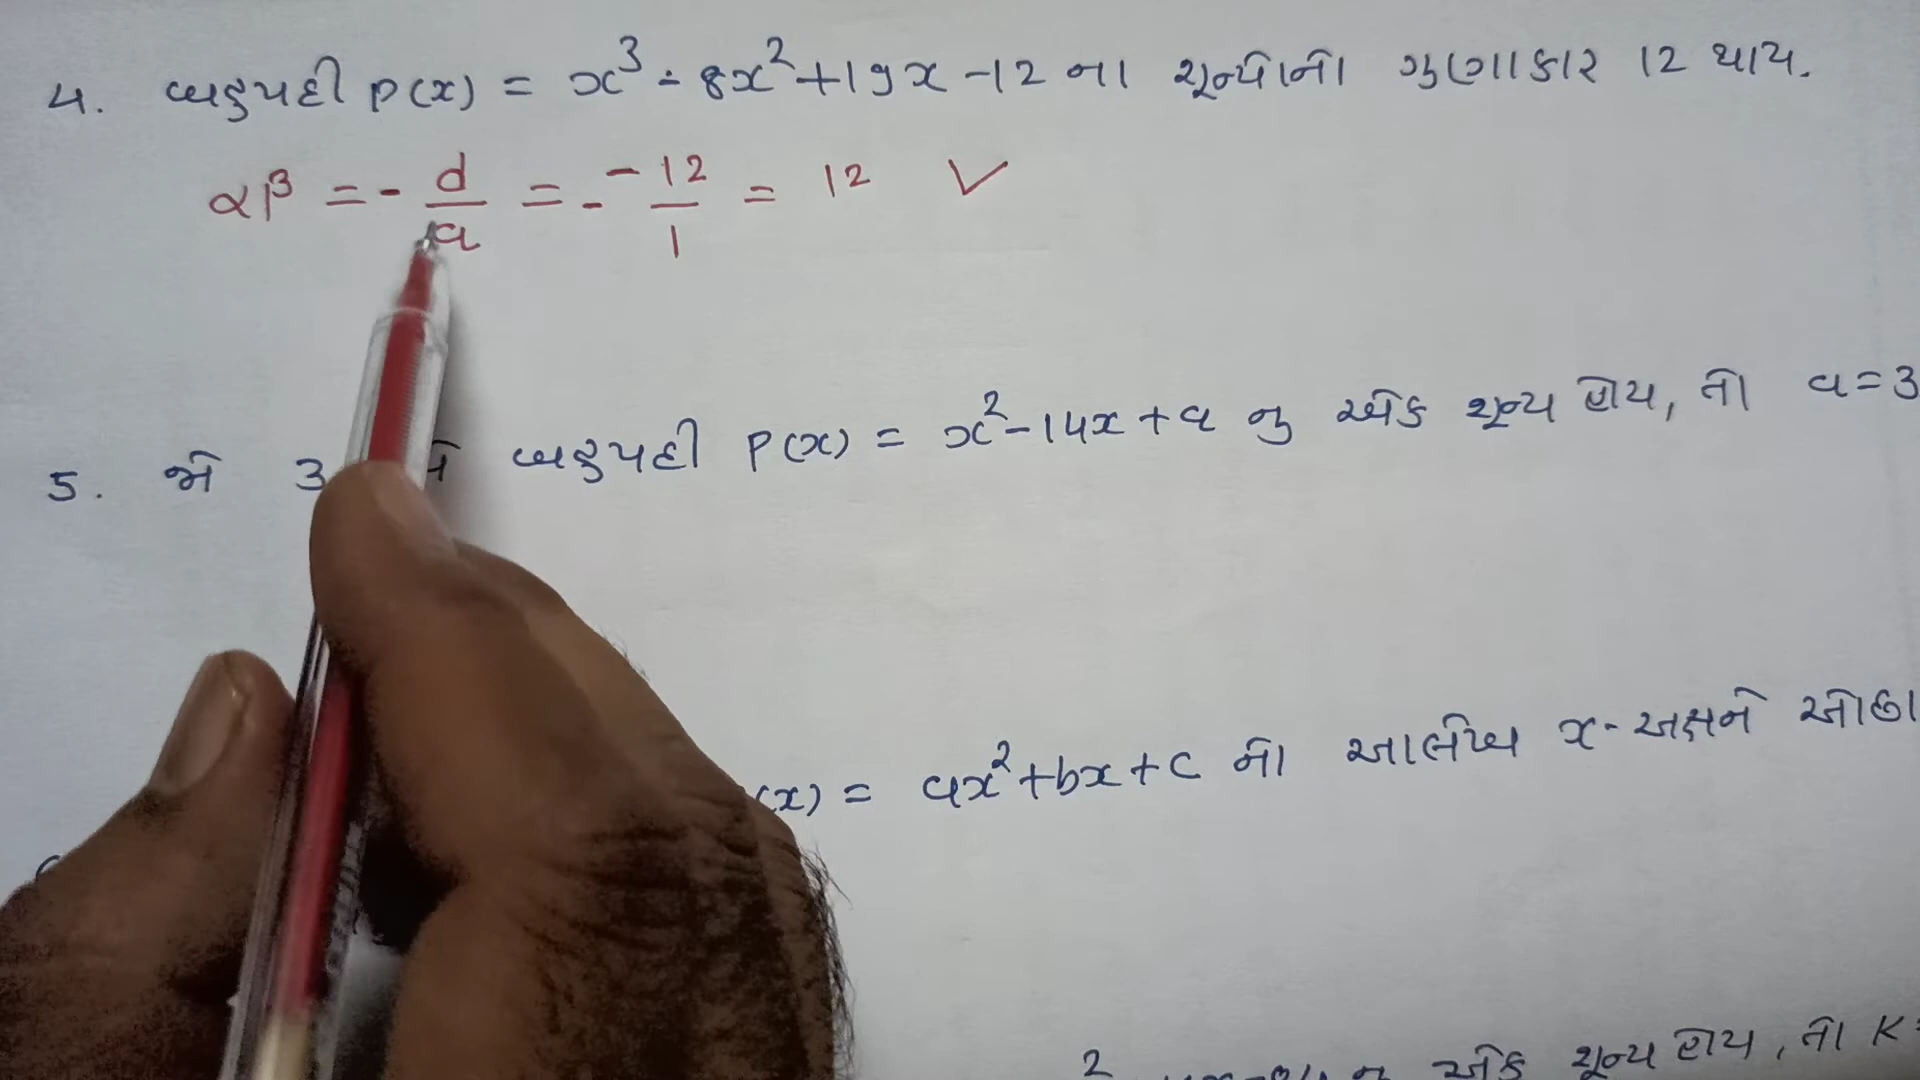 4. બહુપદી P(x) = x³ - 8x² + 19x - 12 ના શૂન્યોનો ગુણાકાર 12 થાય.
αβ = - d/a = - -12/1 = 12 ✓
5. જો 3 એ બહુપદી P(x) = x² - 14x + a નુ એક શૂન્ય હોય, તો a = 3
(x) = ax² + bx + c નો આલેખ x-અક્ષને ઓછા
2 નુ એક શૂન્ય હોય, તો K